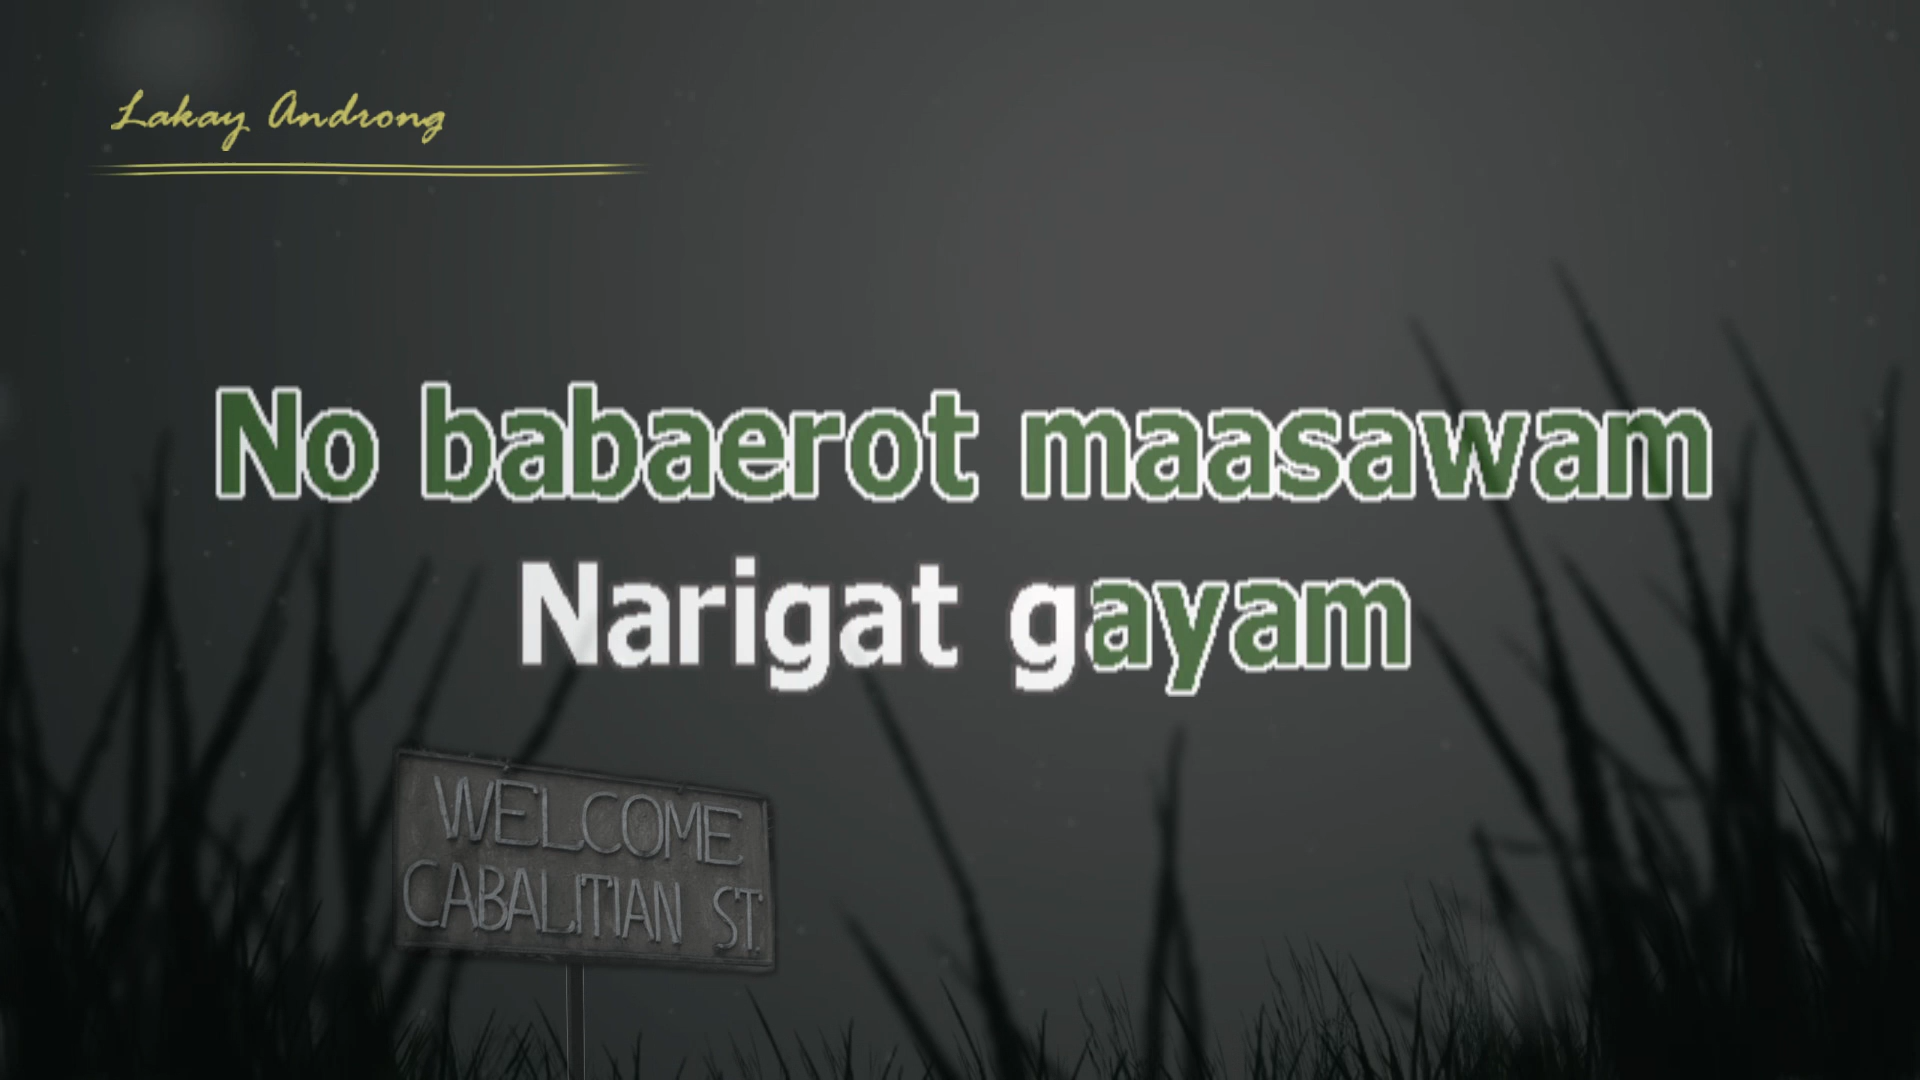 Lakay Androng
No babaerot maasawam
Narigat gayam
WELCOME
CABALITIAN ST.